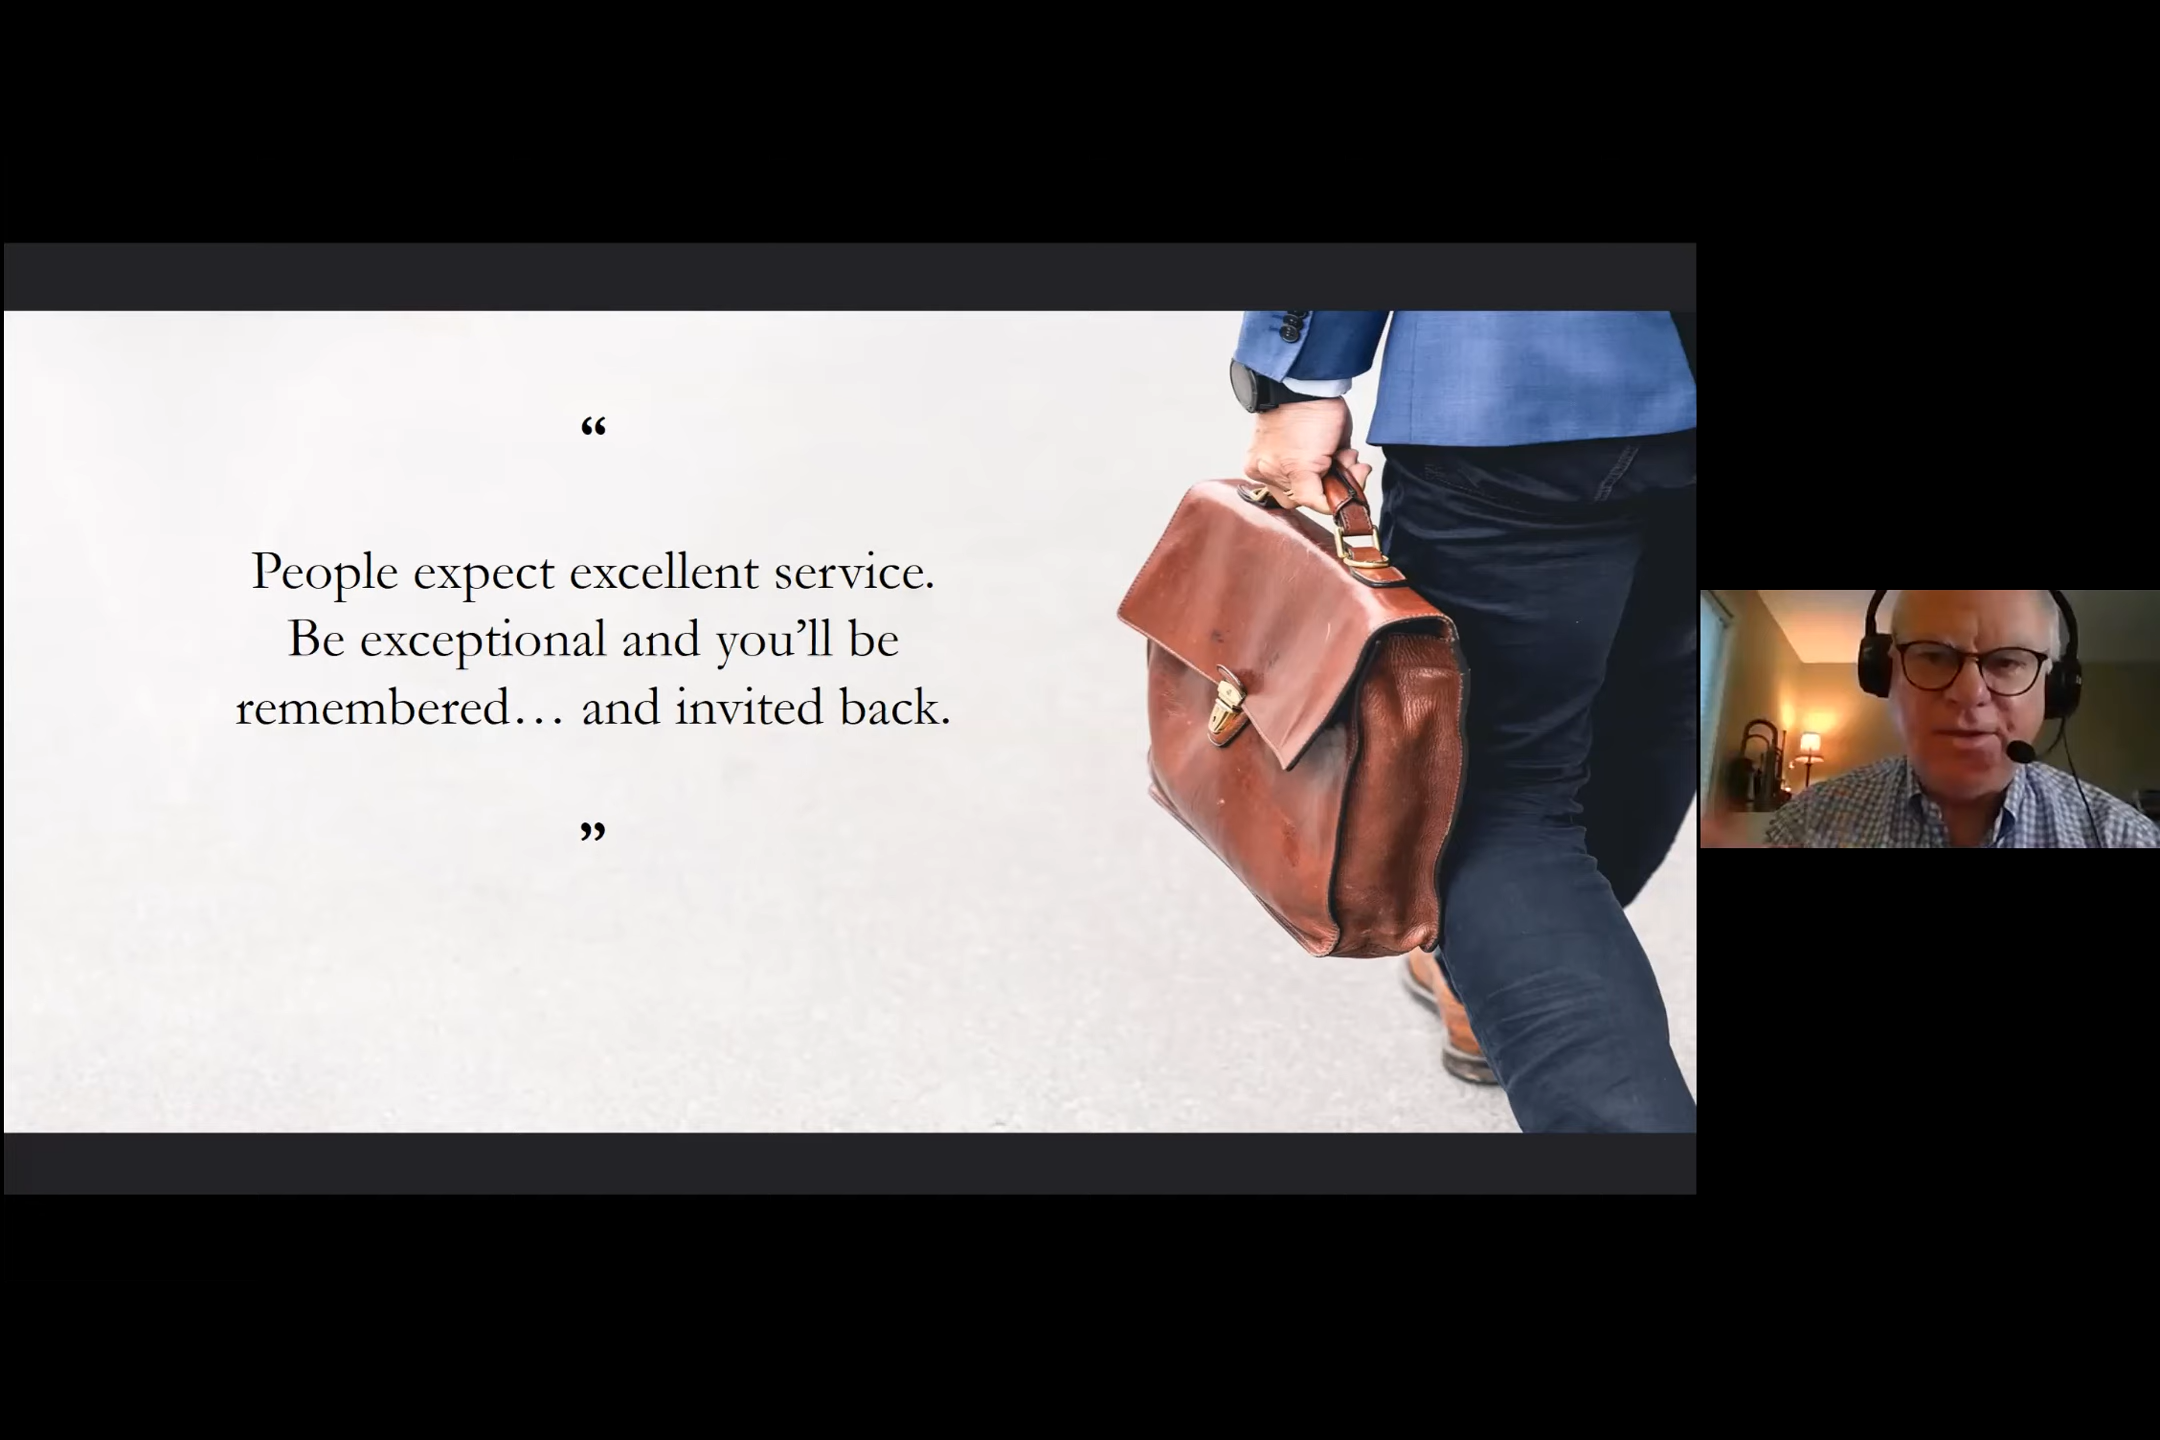 “
People expect excellent service.
Be exceptional and you’ll be
remembered… and invited back.
”